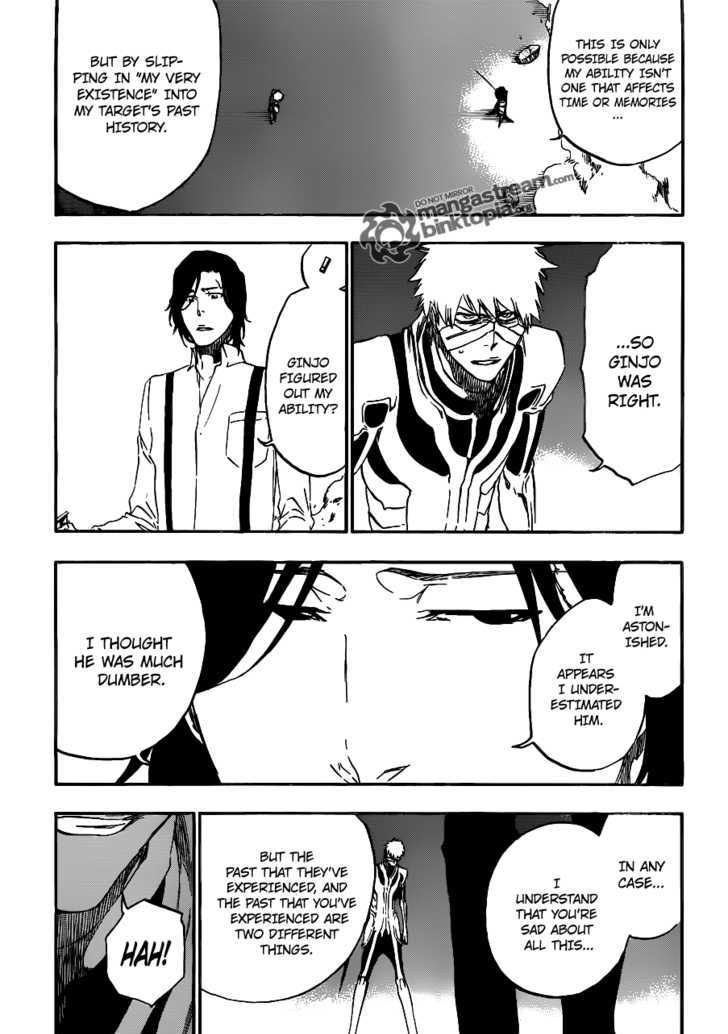 THIS IS ONLY
POSSIBLE BECAUSE
MY ABILITY ISN'T
ONE THAT AFFECTS
TIME OR MEMORIES
...
BUT BY SLIP-
PING IN "MY VERY
EXISTENCE" INTO
MY TARGET'S PAST
HISTORY.
DO NOT MIRROR
mangastream.com
binktopia.org
...SO
GINJO
WAS
RIGHT.
!
GINJO
FIGURED
OUT MY
ABILITY?
I'M
ASTON-
ISHED.
IT
APPEARS
I UNDER-
ESTIMATED
HIM.
I THOUGHT
HE WAS MUCH
DUMBER.
IN ANY
CASE...
I
UNDERSTAND
THAT YOU'RE
SAD ABOUT
ALL THIS...
BUT THE
PAST THAT THEY'VE
EXPERIENCED, AND
THE PAST THAT YOU'VE
EXPERIENCED ARE
TWO DIFFERENT
THINGS.
HAH!